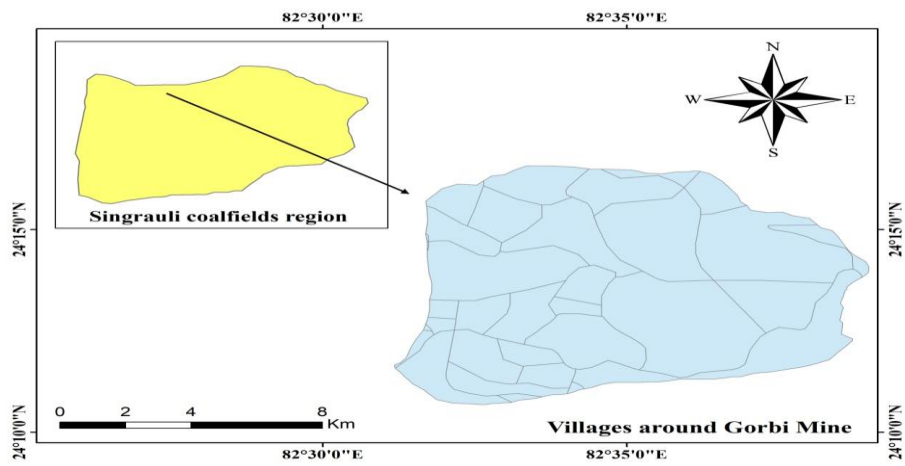 82°30'0"E 82°35'0"E
N
W E
S
Singrauli coalfields region
24°15'0"N 24°15'0"N
0 2 4 8
Km
Villages around Gorbi Mine
24°10'0"N 24°10'0"N
82°30'0"E 82°35'0"E